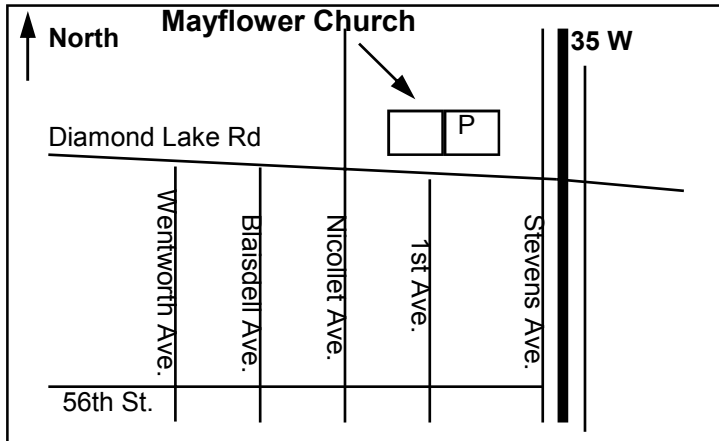 Mayflower Church
North
35 W
P
Diamond Lake Rd
Wentworth Ave.
Blaisdell Ave.
Nicollet Ave.
1st Ave.
Stevens Ave.
56th St.